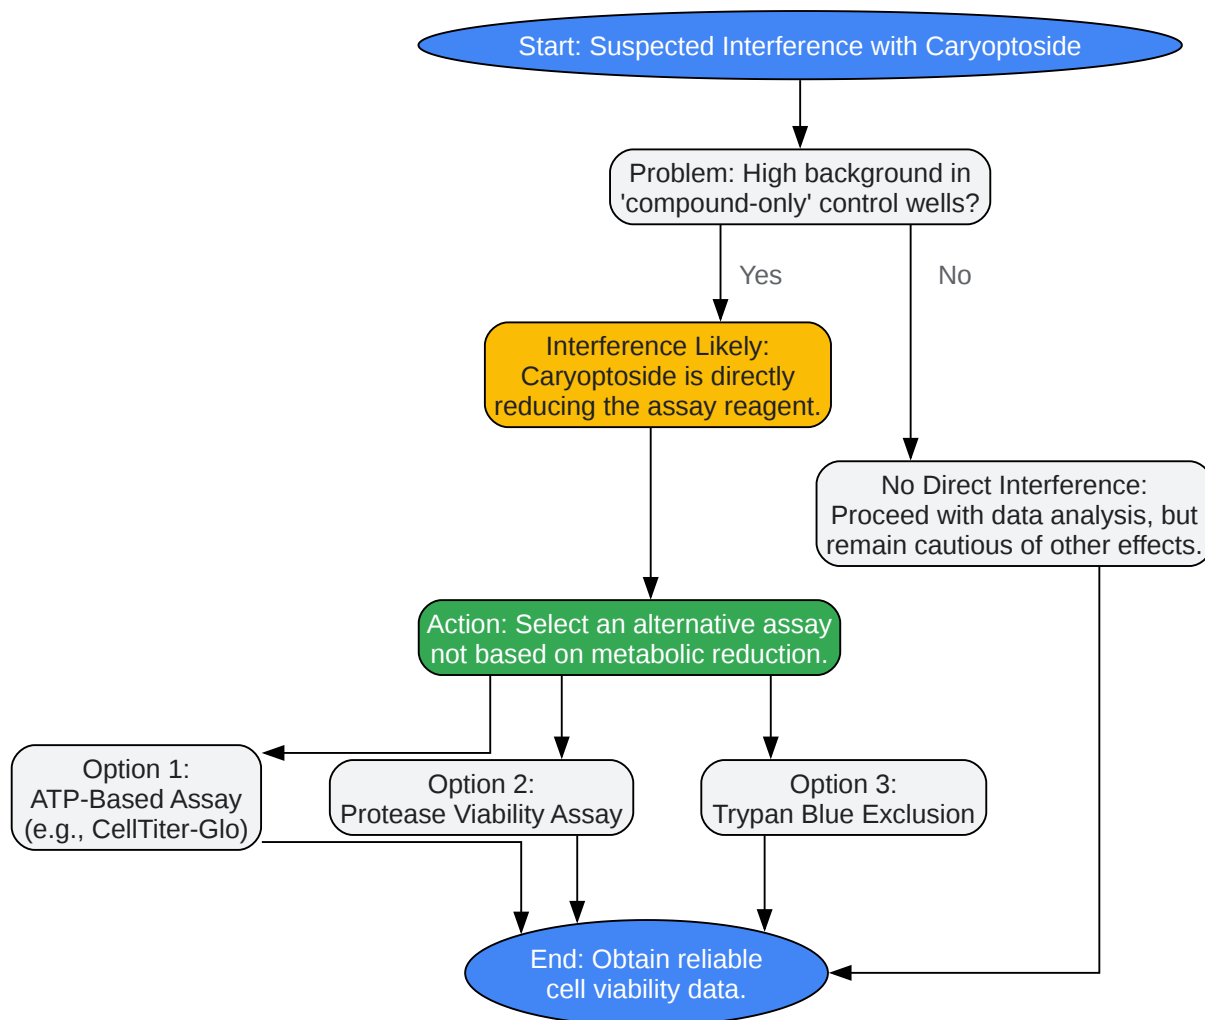 Start: Suspected Interference with Caryoptoside
Problem: High background in
'compound-only' control wells?
Yes
No
Interference Likely:
Caryoptoside is directly
reducing the assay reagent.
No Direct Interference:
Proceed with data analysis, but
remain cautious of other effects.
Action: Select an alternative assay
not based on metabolic reduction.
Option 1:
ATP-Based Assay
(e.g., CellTiter-Glo)
Option 2:
Protease Viability Assay
Option 3:
Trypan Blue Exclusion
End: Obtain reliable
cell viability data.